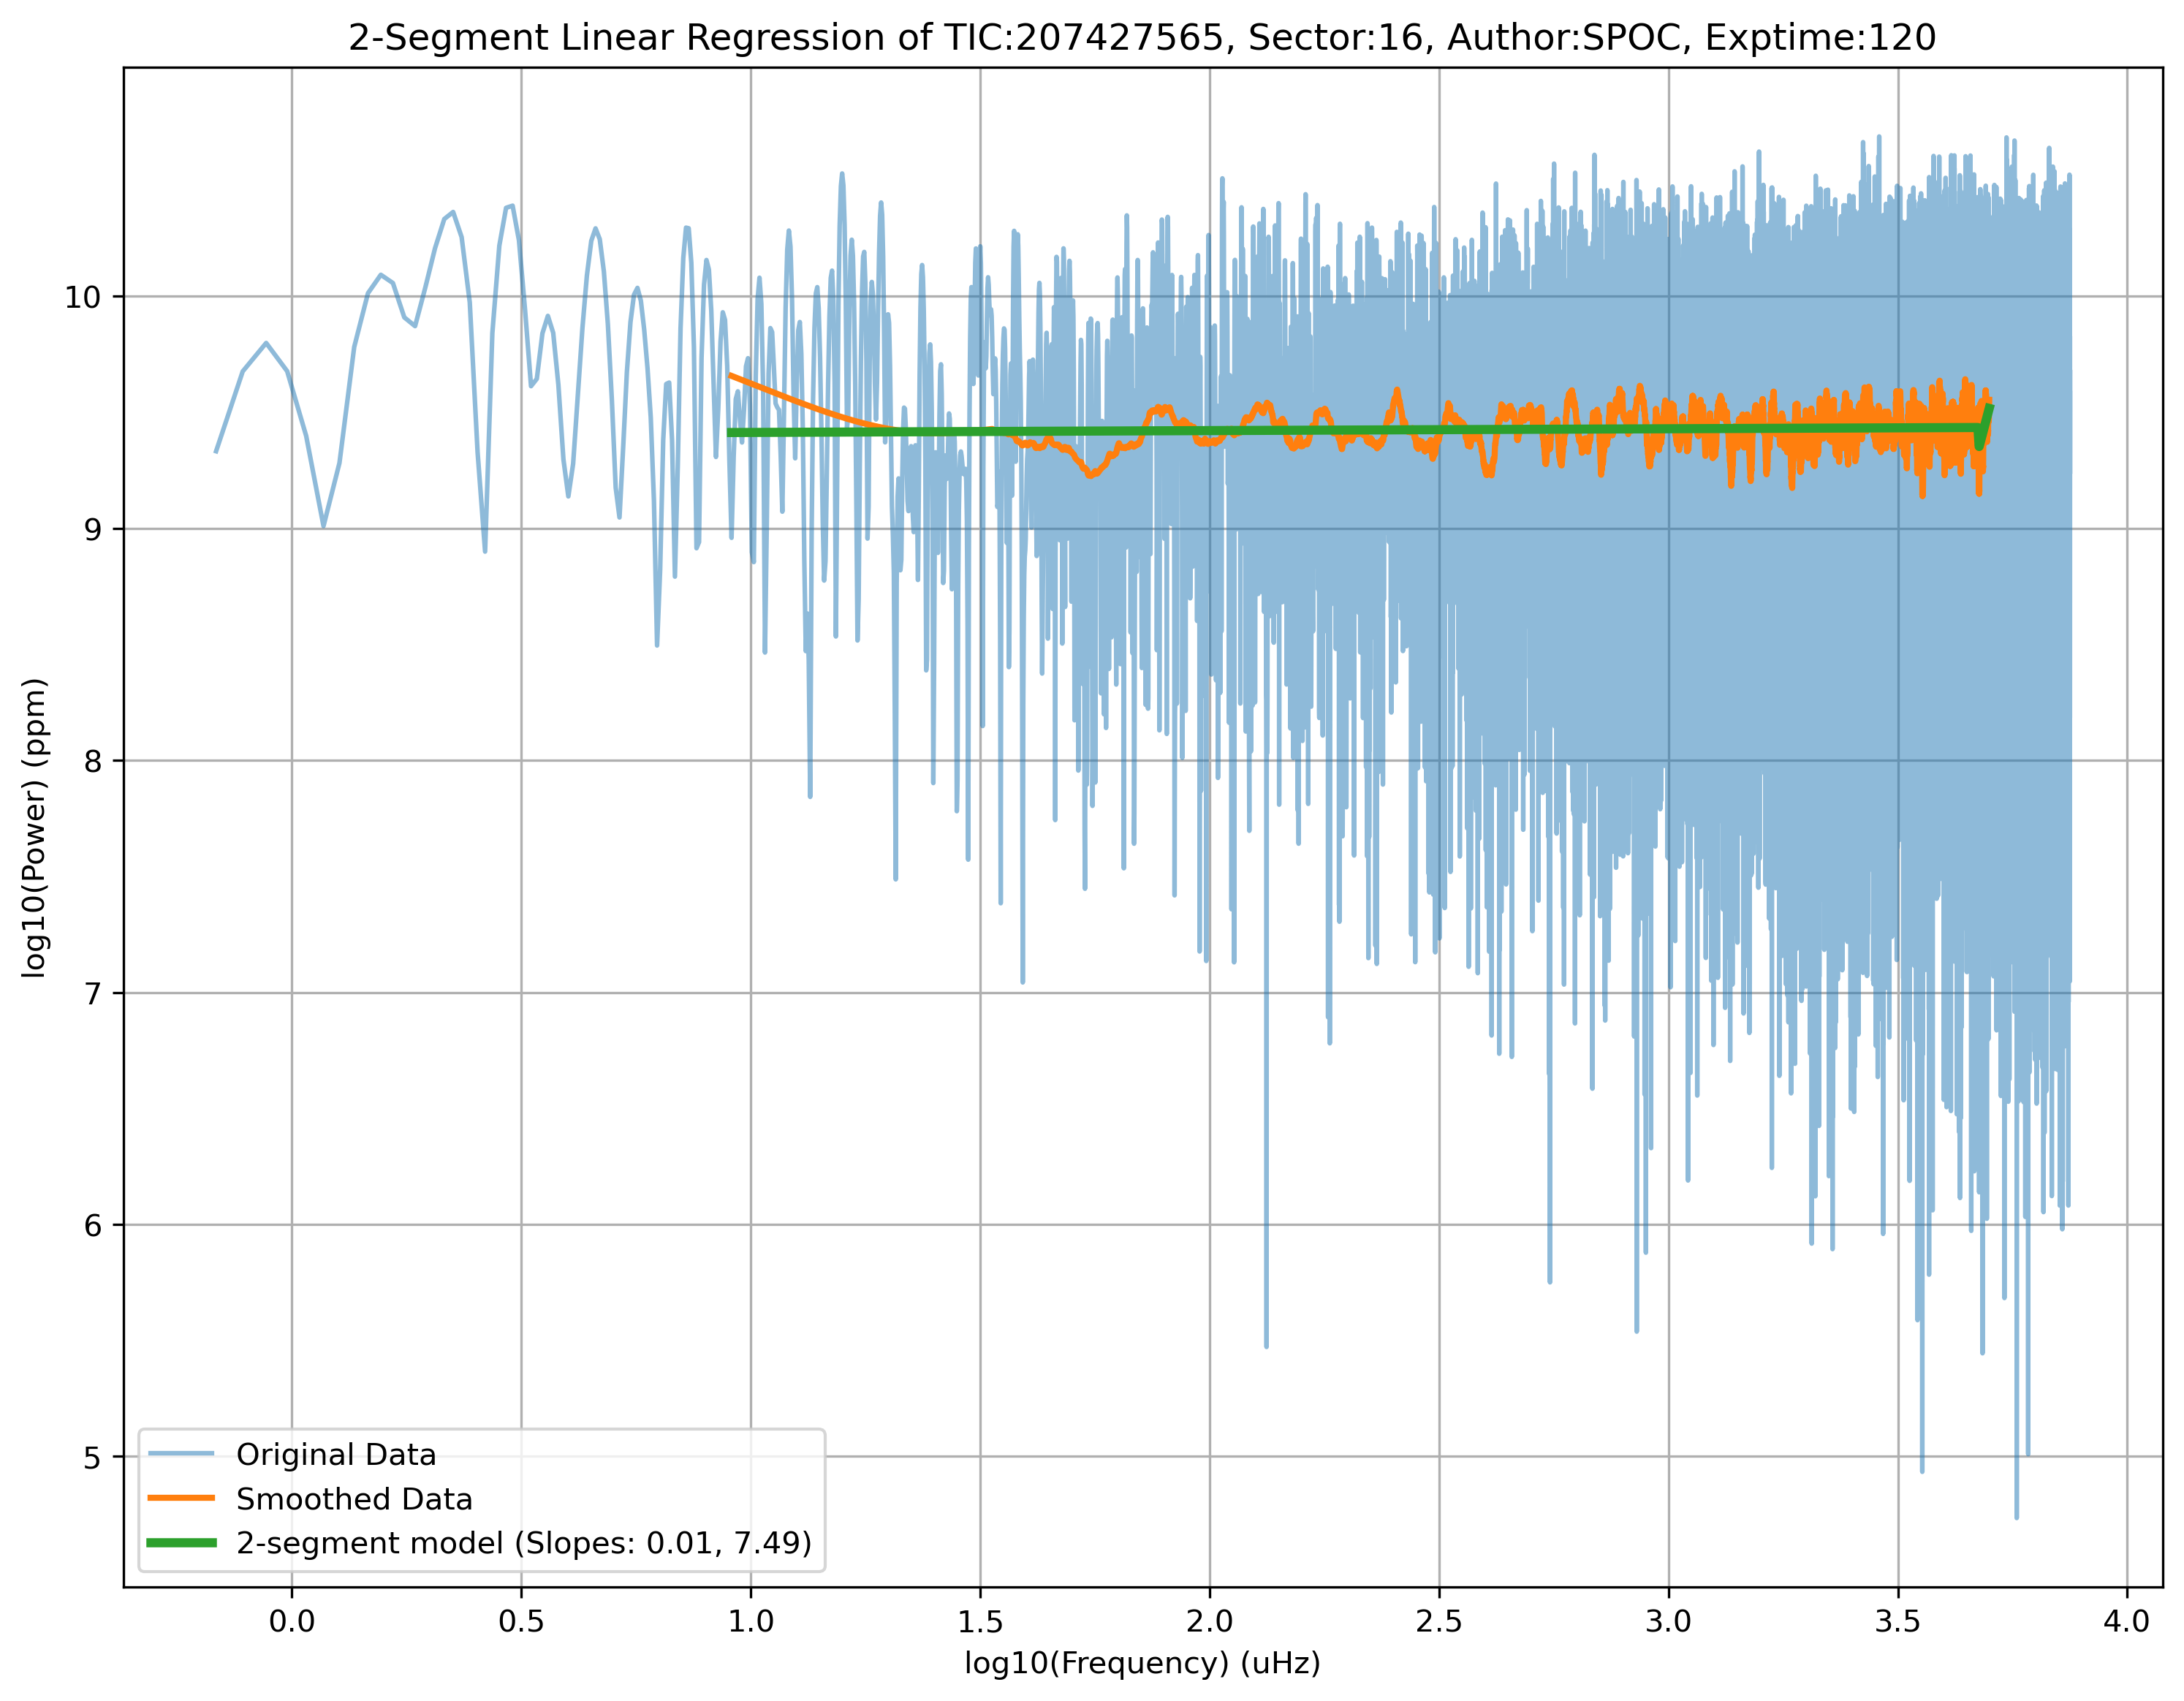 2-Segment Linear Regression of TIC:207427565, Sector:16, Author:SPOC, Exptime:120
log10(Power) (ppm)
10
9
8
7
6
5
Original Data
Smoothed Data
2-segment model (Slopes: 0.01, 7.49)
0.0 0.5 1.0 1.5 2.0 2.5 3.0 3.5 4.0
log10(Frequency) (uHz)